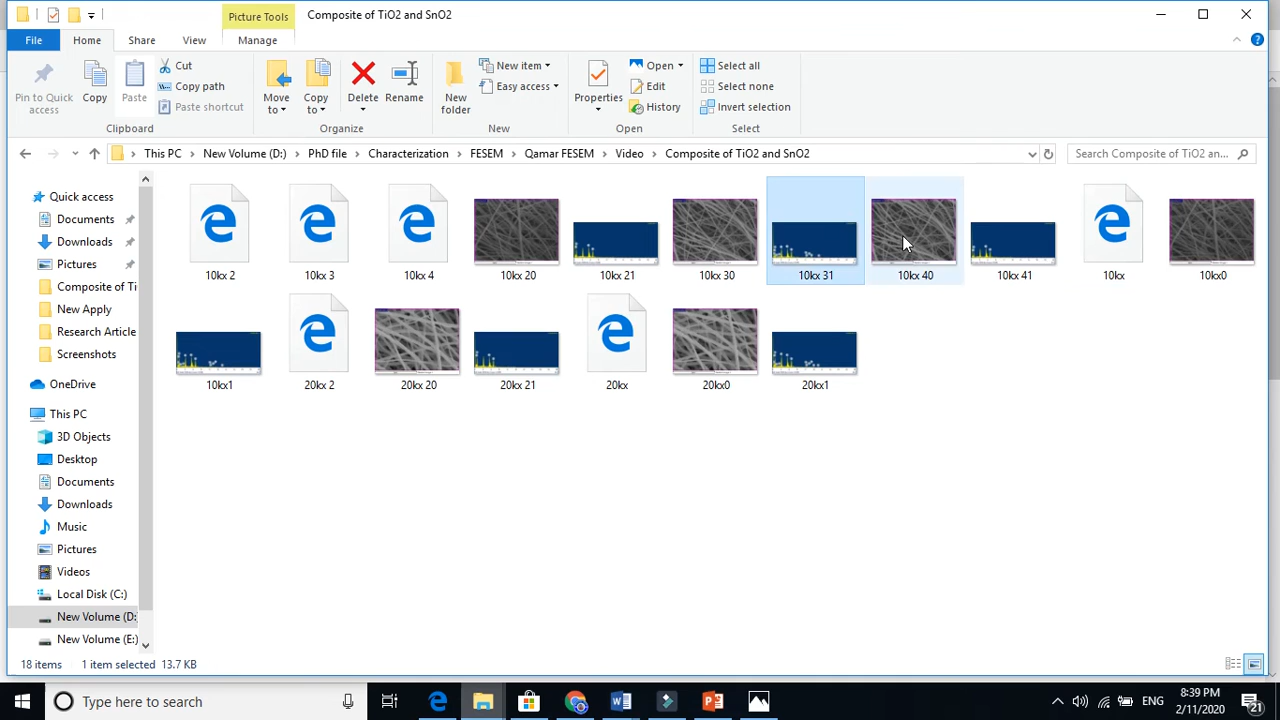 Picture Tools
Composite of TiO2 and SnO2
File
Home
Share
View
Manage
Pin to Quick access
Copy
Paste
Cut
Copy path
Paste shortcut
Clipboard
Move to
Copy to
Delete
Rename
Organize
New folder
New item
Easy access
New
Properties
Open
Edit
History
Open
Select all
Select none
Invert selection
Select
This PC > New Volume (D:) > PhD file > Characterization > FESEM > Qamar FESEM > Video > Composite of TiO2 and SnO2
Search Composite of TiO2 an...
Quick access
Documents
Downloads
Pictures
Composite of Ti
New Apply
Research Article
Screenshots
OneDrive
This PC
3D Objects
Desktop
Documents
Downloads
Music
Pictures
Videos
Local Disk (C:)
New Volume (D:
New Volume (E:)
10kx 2
10kx 3
10kx 4
10kx 20
10kx 21
10kx 30
10kx 31
10kx 40
10kx 41
10kx
10kx0
10kx1
20kx 2
20kx 20
20kx 21
20kx
20kx0
20kx1
18 items
1 item selected 13.7 KB
Type here to search
ENG
8:39 PM
2/11/2020
21